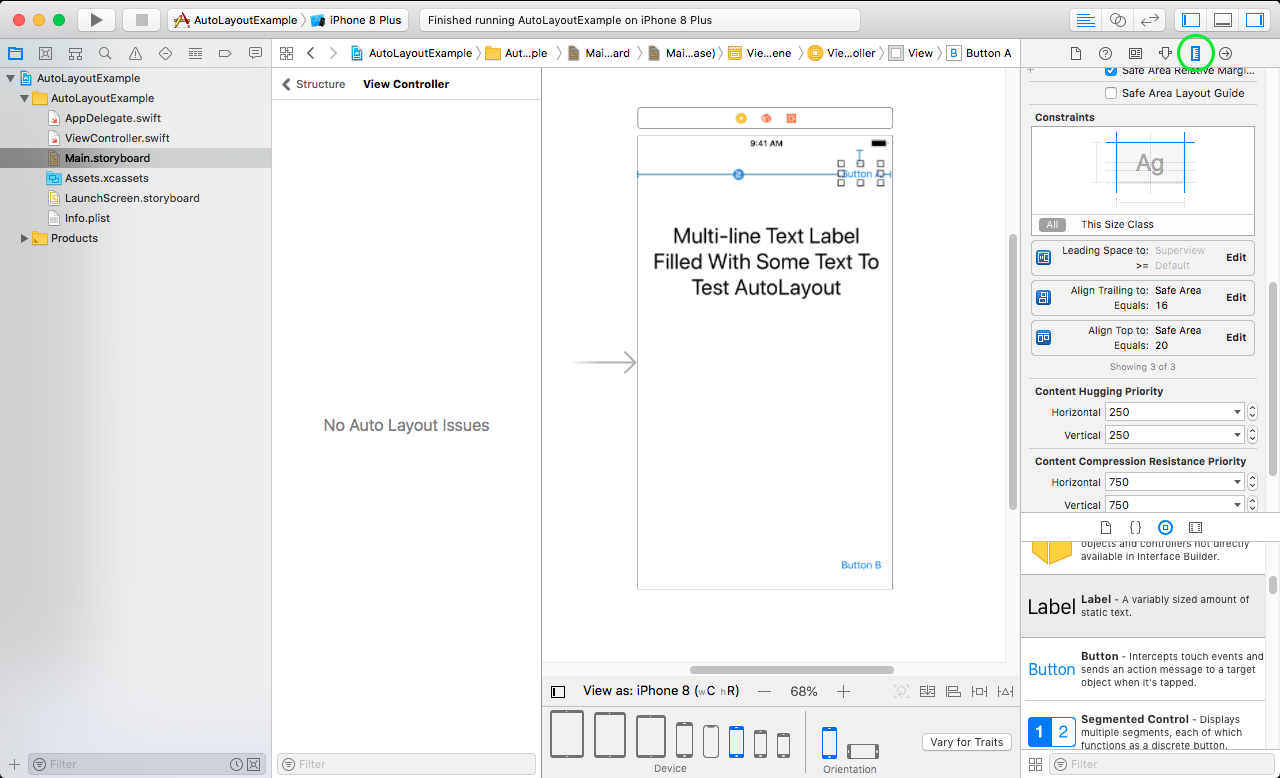 AutoLayoutExample iPhone 8 Plus
Finished running AutoLayoutExample on iPhone 8 Plus
AutoLayoutExample Aut...ple Mai...ard Mai...ase) Vie...ene Vie...oller View B Button A
AutoLayoutExample
AutoLayoutExample
AppDelegate.swift
ViewController.swift
Main.storyboard
Assets.xcassets
LaunchScreen.storyboard
Info.plist
Products
Filter
Structure View Controller
No Auto Layout Issues
Filter
9:41 AM
Button A
Multi-line Text Label
Filled With Some Text To
Test AutoLayout
Button B
View as: iPhone 8 (wC hR) — 68% +
Device
Orientation
Vary for Traits
Safe Area Relative Margi...
Safe Area Layout Guide
Constraints
Ag
All This Size Class
Leading Space to: Superview
>= Default
Edit
Align Trailing to: Safe Area
Equals: 16
Edit
Align Top to: Safe Area
Equals: 20
Edit
Showing 3 of 3
Content Hugging Priority
Horizontal 250
Vertical 250
Content Compression Resistance Priority
Horizontal 750
Vertical 750
{}
objects and controllers not directly
available in Interface Builder.
Label
Label - A variably sized amount of
static text.
Button
Button - Intercepts touch events and
sends an action message to a target
object when it's tapped.
1 2
Segmented Control - Displays
multiple segments, each of which
functions as a discrete button.
Filter